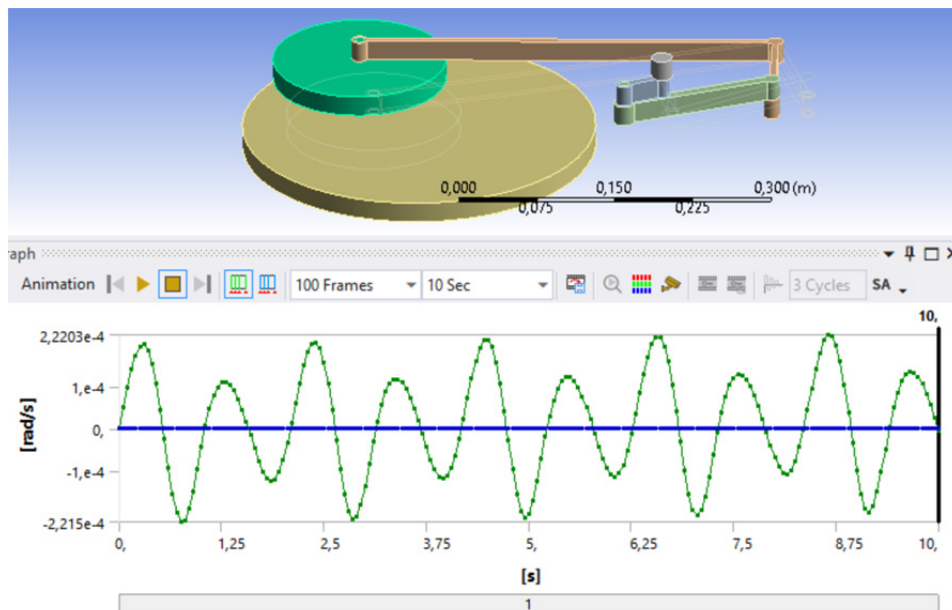 0,000 0,150 0,300 (m)
0,075 0,225
raph
Animation 100 Frames 10 Sec 3 Cycles SA
10,
2,2203e-4
1,e-4
0,
-1,e-4
-2,215e-4
[rad/s]
0, 1,25 2,5 3,75 5, 6,25 7,5 8,75 10,
[s]
1